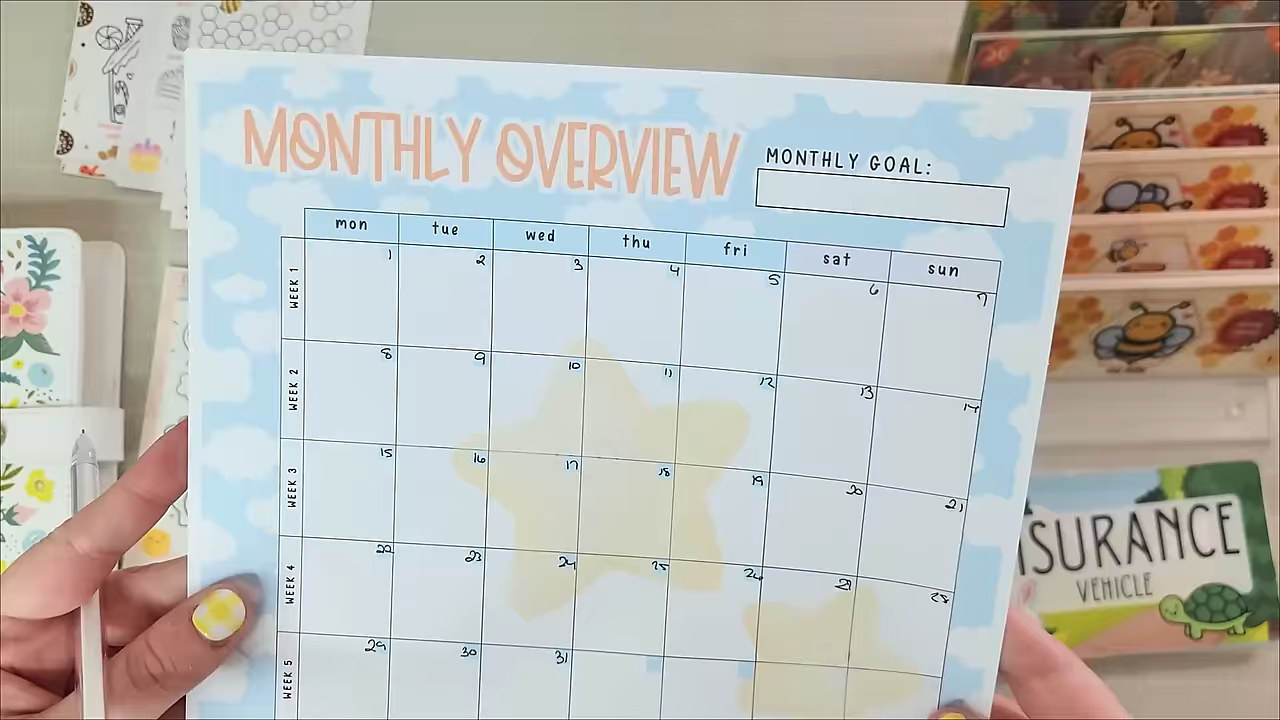 MONTHLY OVERVIEW
MONTHLY GOAL:
mon tue wed thu fri sat sun
WEEK 1
1 2 3 4 5 6 7
WEEK 2
8 9 10 11 12 13 14
WEEK 3
15 16 17 18 19 20 21
WEEK 4
22 23 24 25 26 27 28
WEEK 5
29 30 31
SURANCE
VEHICLE